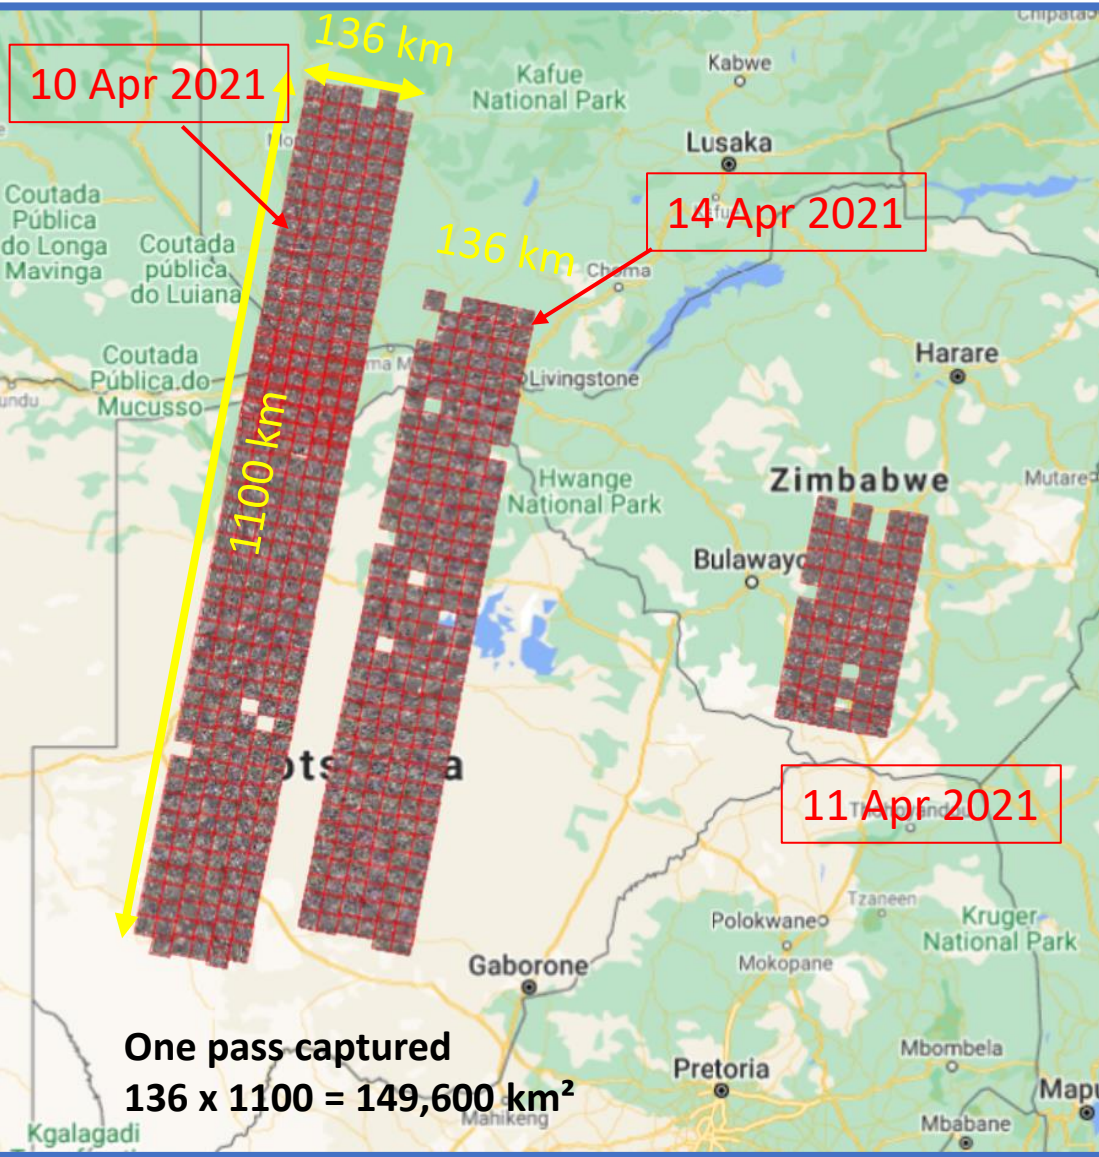 136 km
Chipata
10 Apr 2021
Kafue
National Park
Kabwe
Lusaka
Coutada
Pública
do Longa
Mavinga
Coutada
pública
do Luiana
14 Apr 2021
136 km
Choma
Coutada
Pública do
Mucusso
Livingstone
Harare
1100 km
Hwange
National Park
Zimbabwe
Mutare
Bulawayo
11 Apr 2021
Tzaneen
Polokwane
Mokopane
Kruger
National Park
Gaborone
One pass captured
136 x 1100 = 149,600 km²
Mahikeng
Pretoria
Mbombela
Mapu
Mbabane
Kgalagadi